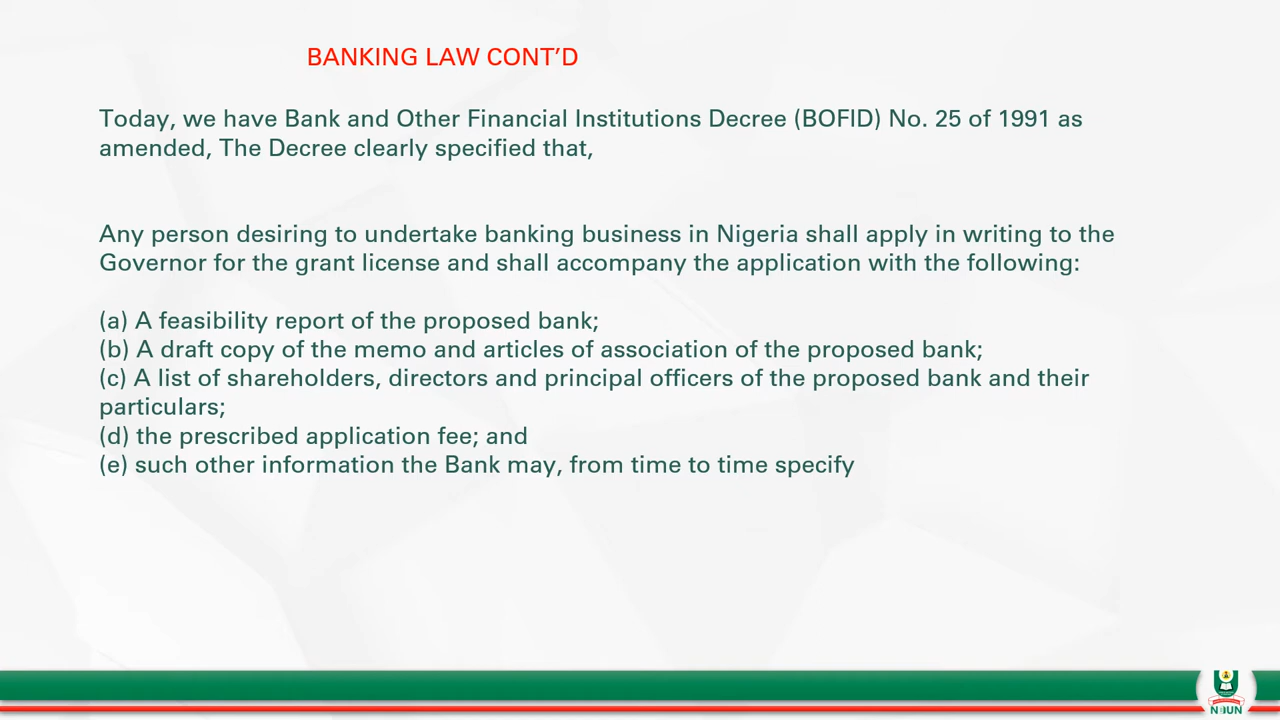 BANKING LAW CONT’D
Today, we have Bank and Other Financial Institutions Decree (BOFID) No. 25 of 1991 as
amended, The Decree clearly specified that,
Any person desiring to undertake banking business in Nigeria shall apply in writing to the
Governor for the grant license and shall accompany the application with the following:
(a) A feasibility report of the proposed bank;
(b) A draft copy of the memo and articles of association of the proposed bank;
(c) A list of shareholders, directors and principal officers of the proposed bank and their
particulars;
(d) the prescribed application fee; and
(e) such other information the Bank may, from time to time specify
NOUN